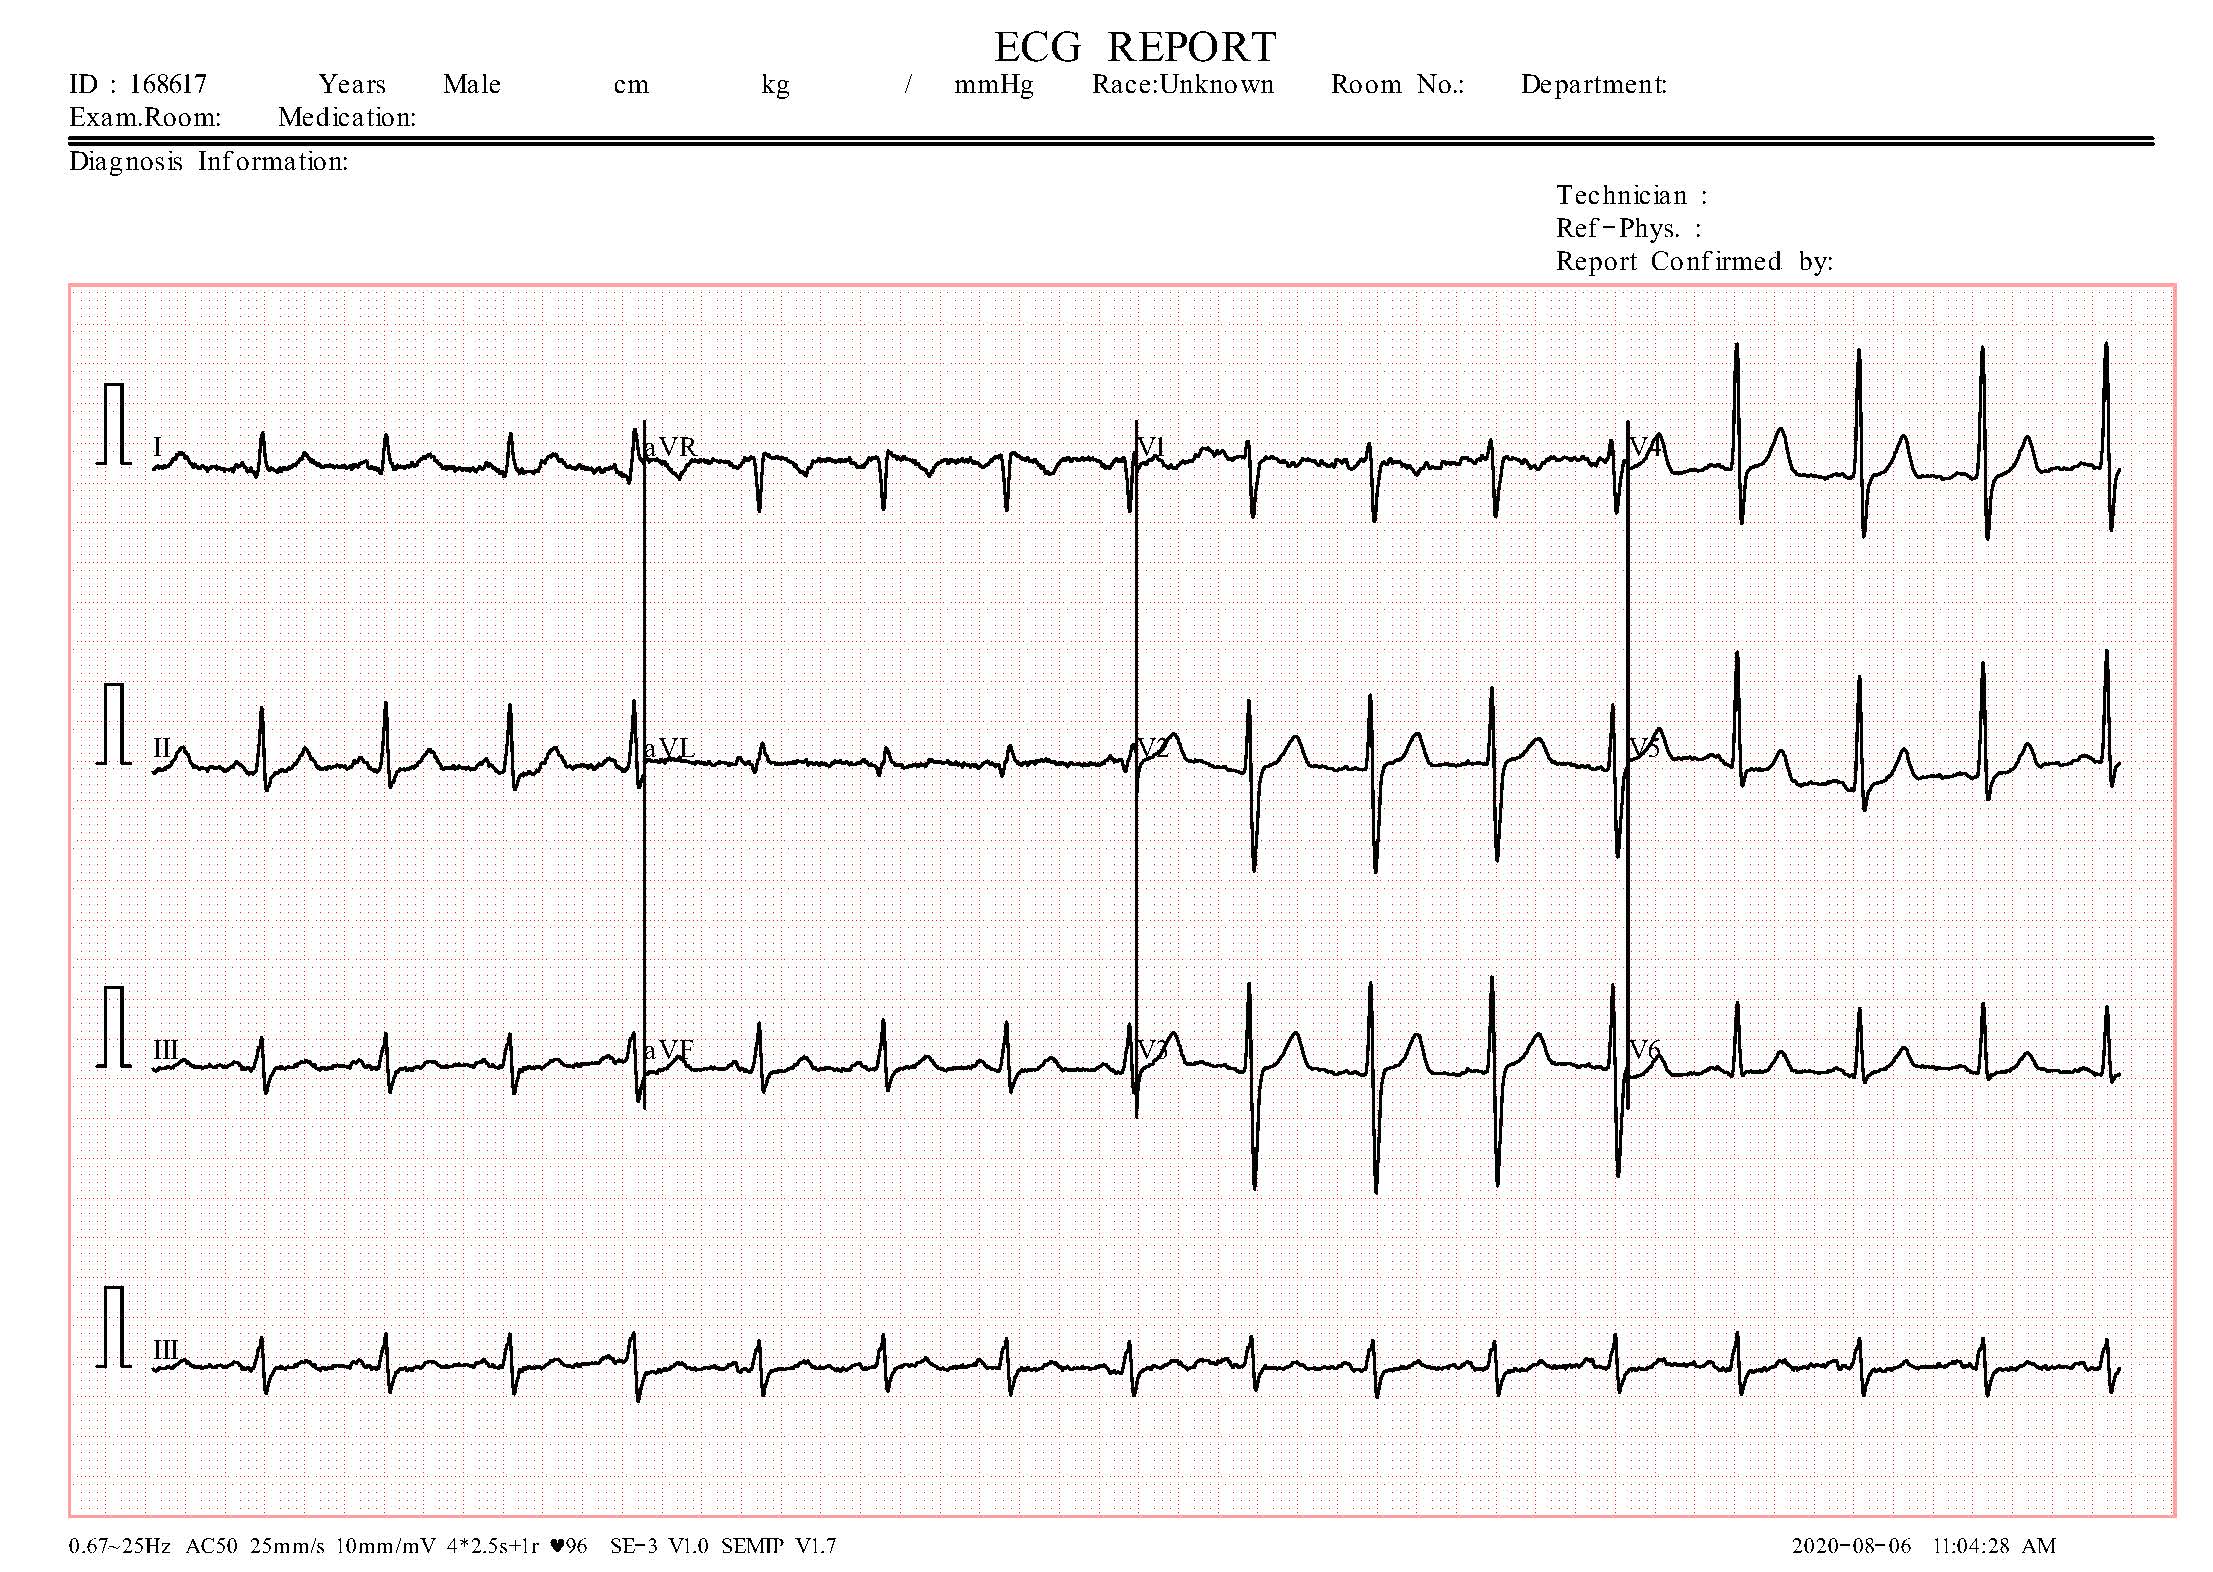 ECG REPORT
ID : 168617 Years Male cm kg / mmHg Race:Unknown Room No.: Department:
Exam.Room: Medication:
Diagnosis Information:
Technician :
Ref-Phys. :
Report Confirmed by:
I aVR V1 V4
II aVL V2 V5
III aVF V3 V6
III
0.67~25Hz AC50 25mm/s 10mm/mV 4*2.5s+1r ♥96 SE-3 V1.0 SEMIP V1.7 2020-08-06 11:04:28 AM